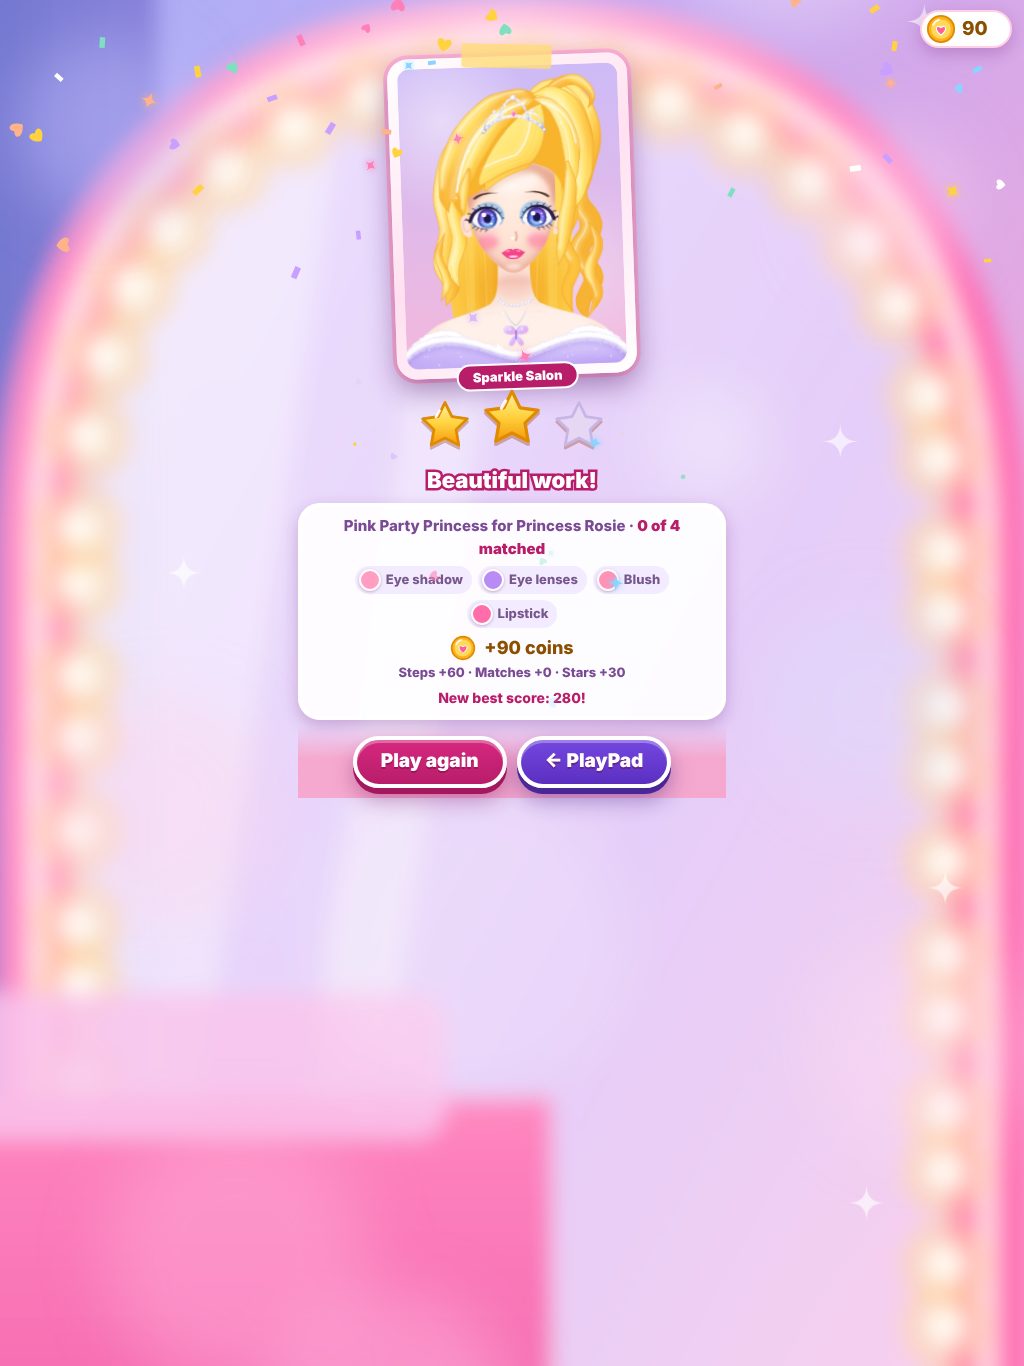 90
Sparkle Salon
Beautiful work!
Pink Party Princess for Princess Rosie · 0 of 4
matched
Eye shadow Eye lenses Blush
Lipstick
+90 coins
Steps +60 · Matches +0 · Stars +30
New best score: 280!
Play again ← PlayPad